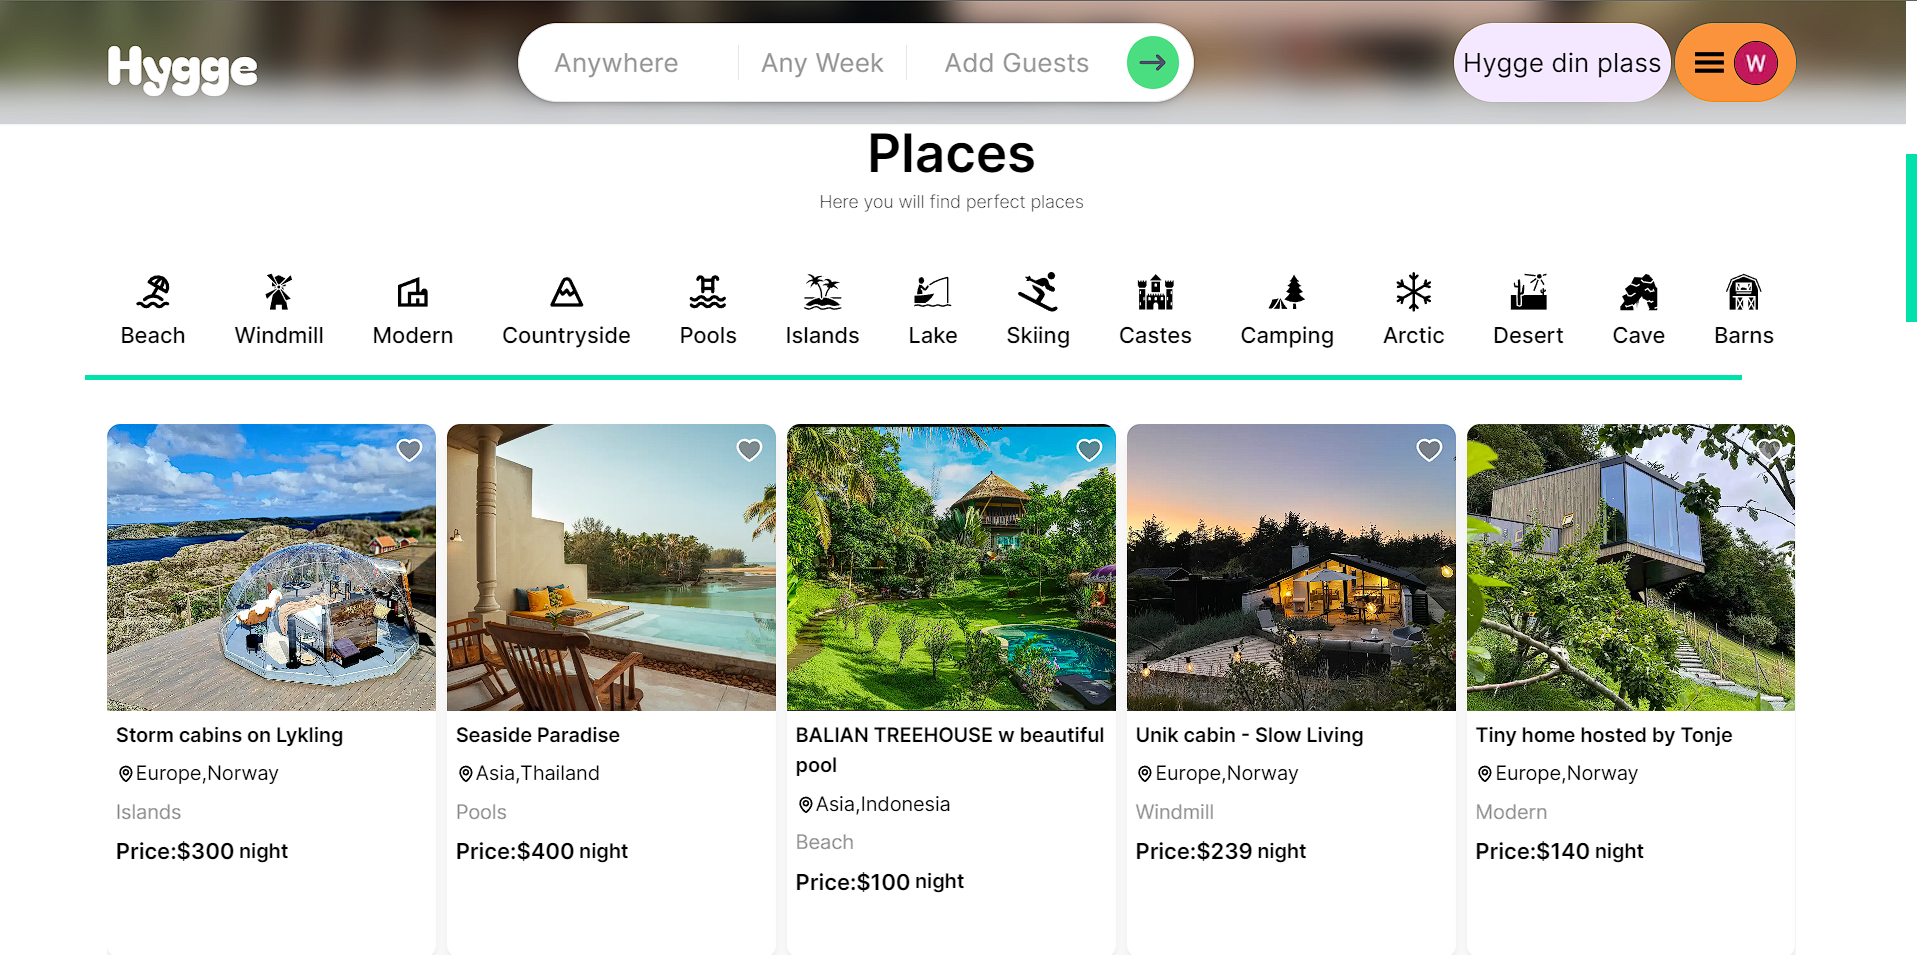 Hygge
Anywhere
Any Week
Add Guests
Hygge din plass
W
Places
Here you will find perfect places
Beach
Windmill
Modern
Countryside
Pools
Islands
Lake
Skiing
Castes
Camping
Arctic
Desert
Cave
Barns
Storm cabins on Lykling
Europe,Norway
Islands
Price:$300 night
Seaside Paradise
Asia,Thailand
Pools
Price:$400 night
BALIAN TREEHOUSE w beautiful
pool
Asia,Indonesia
Beach
Price:$100 night
Unik cabin - Slow Living
Europe,Norway
Windmill
Price:$239 night
Tiny home hosted by Tonje
Europe,Norway
Modern
Price:$140 night